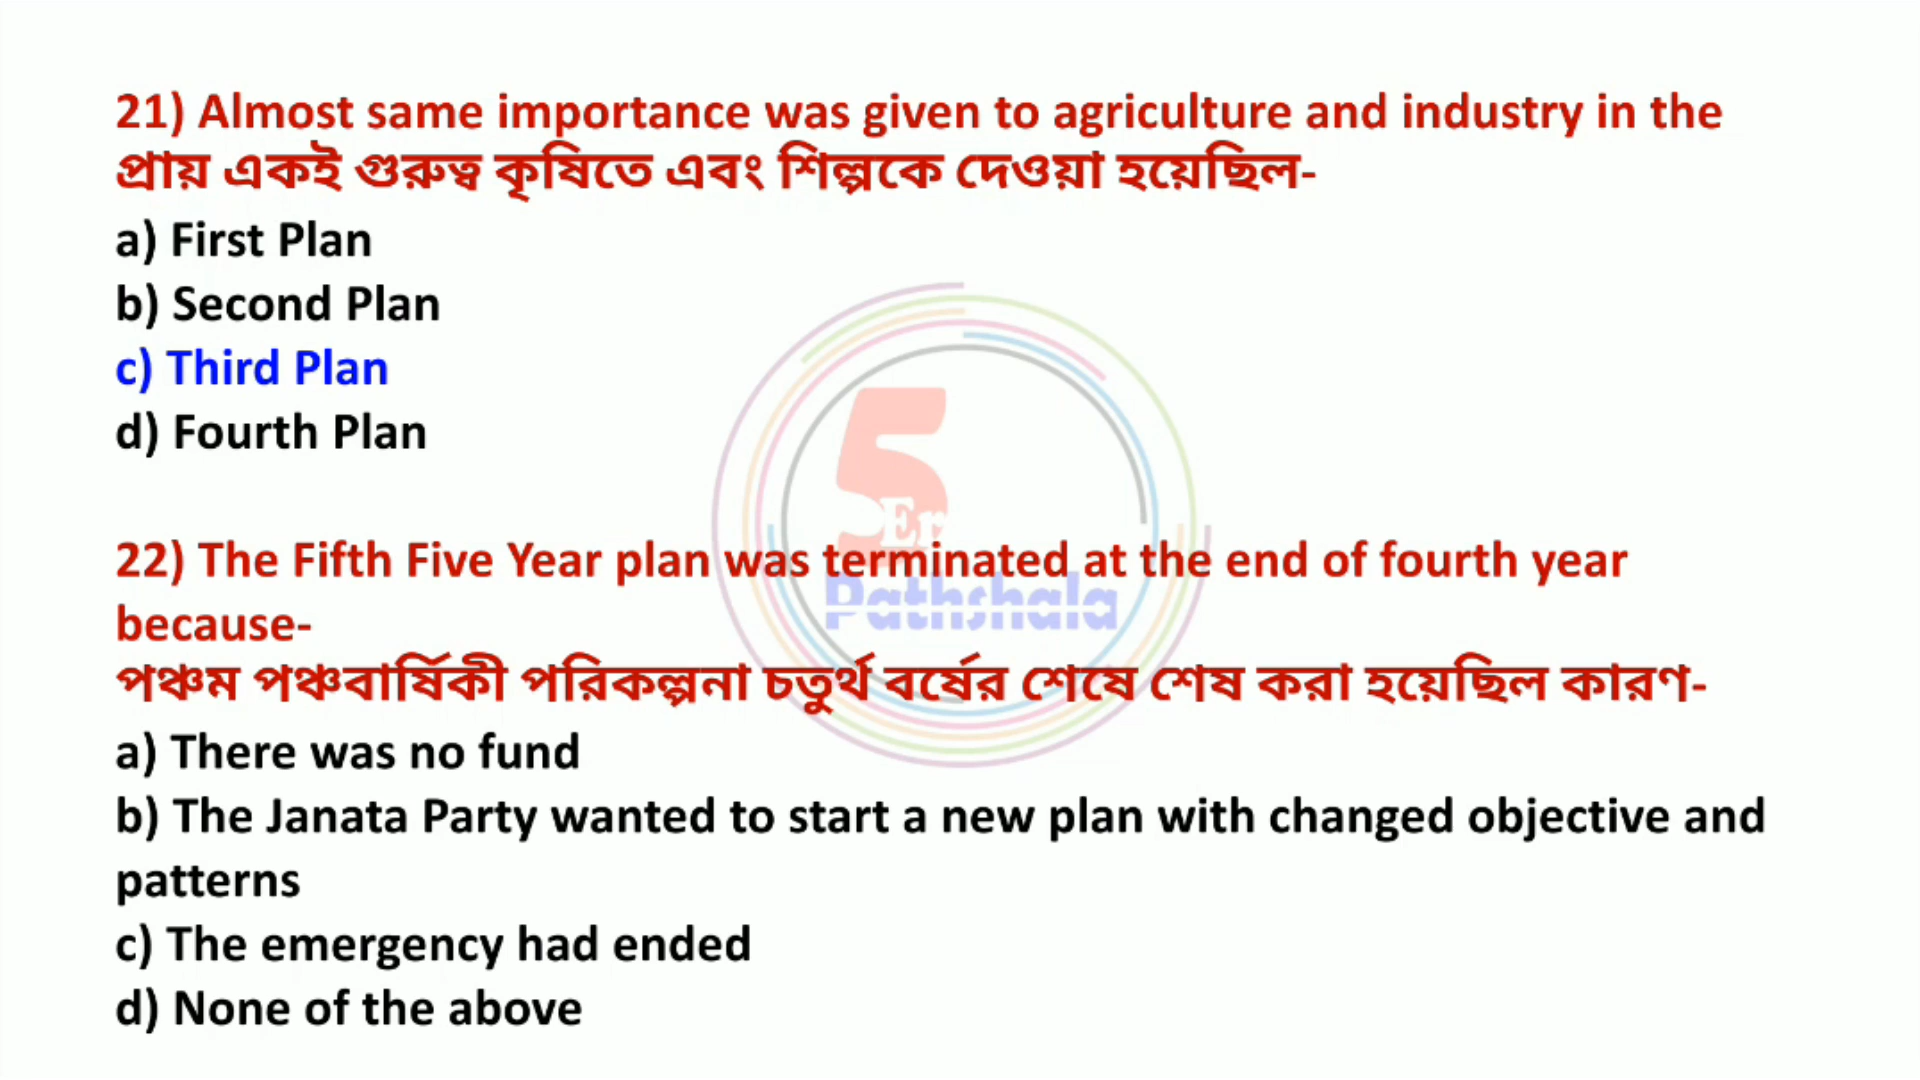 21) Almost same importance was given to agriculture and industry in the
প্রায় একই গুরুত্ব কৃষিতে এবং শিল্পকে দেওয়া হয়েছিল-
a) First Plan
b) Second Plan
c) Third Plan
d) Fourth Plan
5
Er
22) The Fifth Five Year plan was terminated at the end of fourth year
Pathshala
because-
পঞ্চম পঞ্চবার্ষিকী পরিকল্পনা চতুর্থ বর্ষের শেষে শেষ করা হয়েছিল কারণ-
a) There was no fund
b) The Janata Party wanted to start a new plan with changed objective and
patterns
c) The emergency had ended
d) None of the above